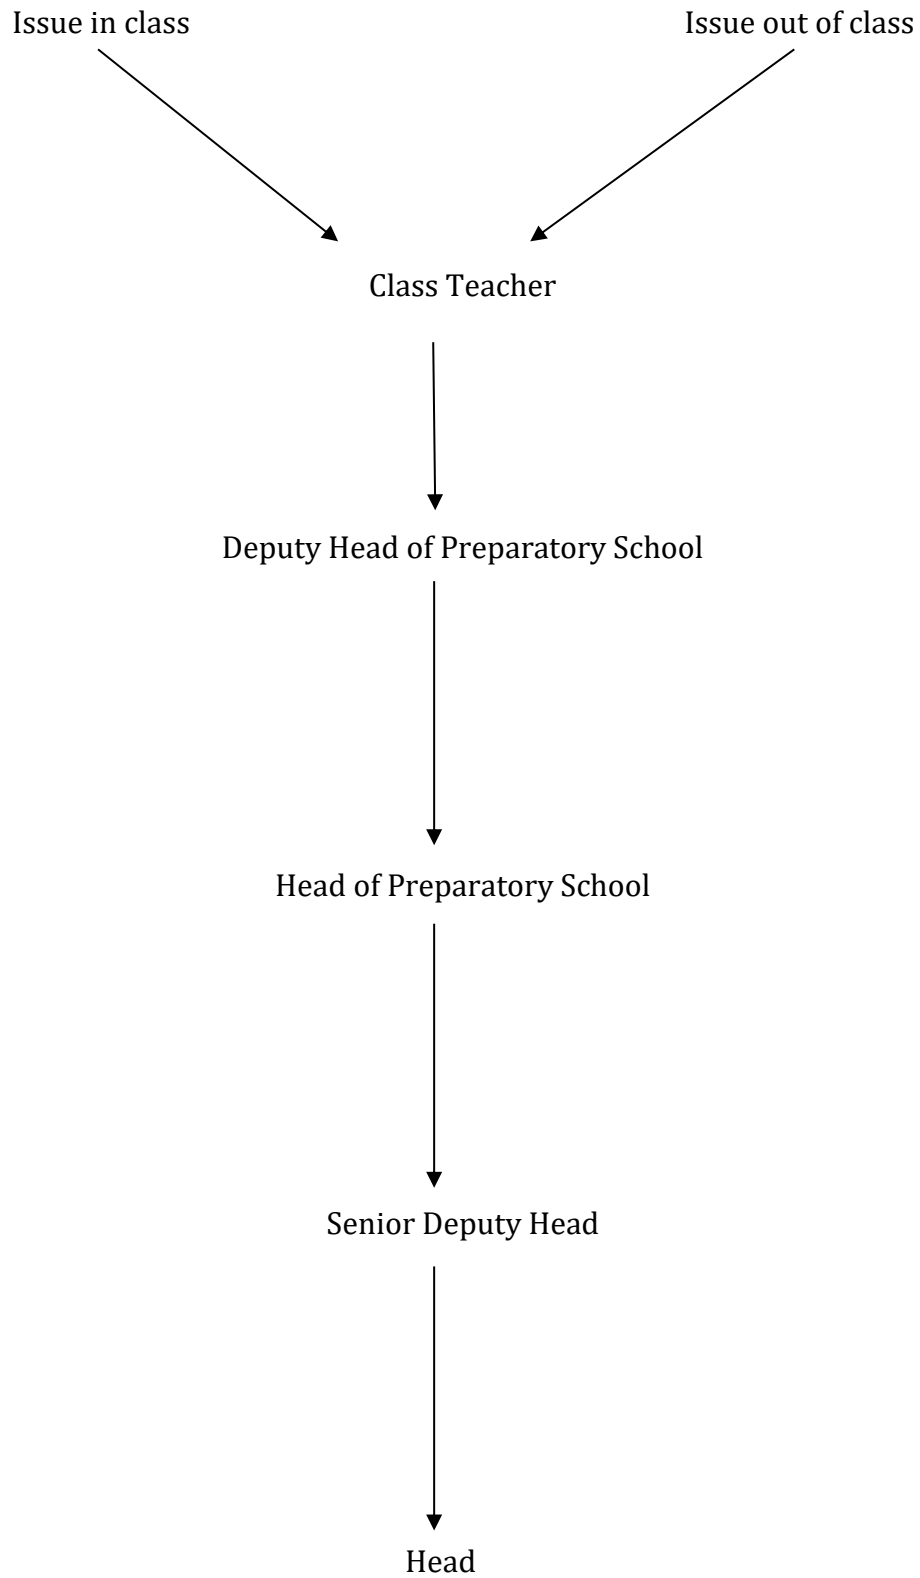 Issue in class
Issue out of class
Class Teacher
Deputy Head of Preparatory School
Head of Preparatory School
Senior Deputy Head
Head